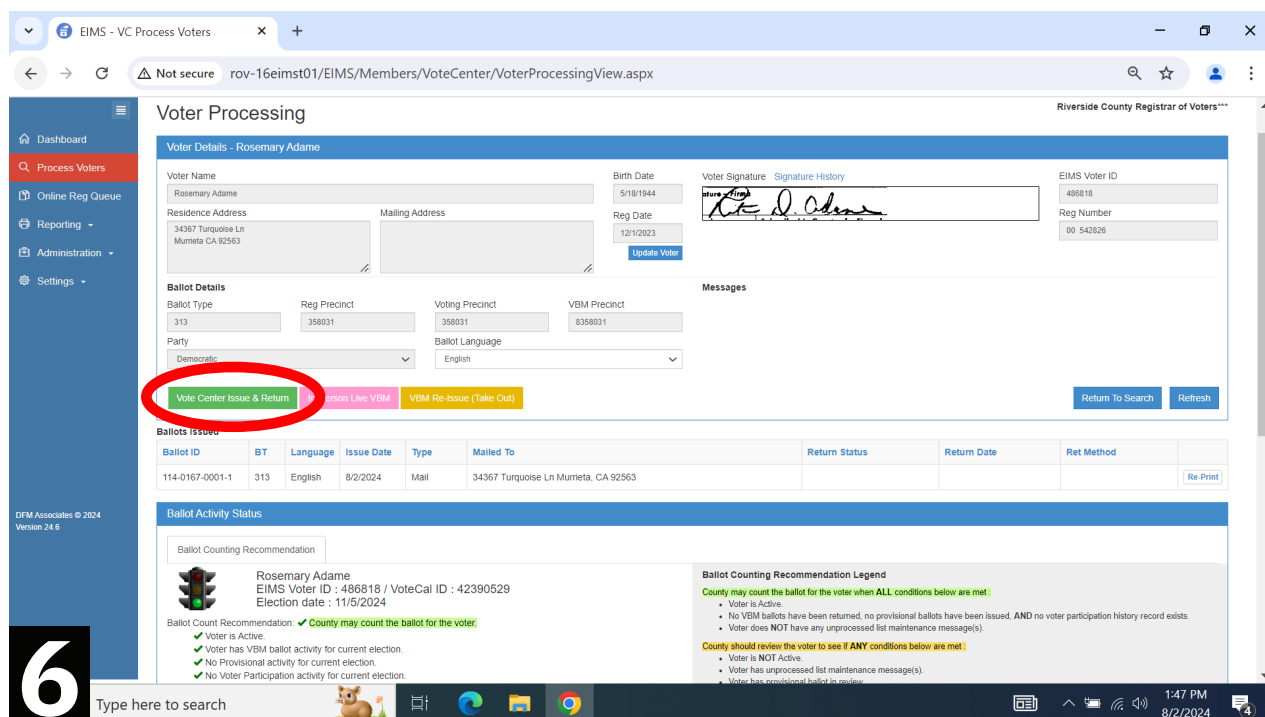 EIMS - VC Process Voters
Not secure rov-16eimst01/EIMS/Members/VoteCenter/VoterProcessingView.aspx
Voter Processing
Riverside County Registrar of Voters***
Dashboard
Process Voters
Online Reg Queue
Reporting
Administration
Settings
DFM Associates © 2024
Version 24.6
Voter Details - Rosemary Adame
Voter Name
Birth Date
Voter Signature Signature History
EIMS Voter ID
Rosemary Adame
5/18/1944
486818
Residence Address
Mailing Address
Reg Date
Reg Number
34367 Turquoise Ln
Murrieta CA 92563
12/1/2023
00 542826
Update Voter
Ballot Details
Messages
Ballot Type
Reg Precinct
Voting Precinct
VBM Precinct
313
358031
358031
8358031
Party
Ballot Language
Democratic
English
Vote Center Issue & Return
VBM Re-Issue (Take Out)
Return To Search
Refresh
Ballots Issued
Ballot ID BT Language Issue Date Type Mailed To Return Status Return Date Ret Method
114-0167-0001-1 313 English 8/2/2024 Mail 34367 Turquoise Ln Murrieta, CA 92563 Re-Print
Ballot Activity Status
Ballot Counting Recommendation
Rosemary Adame
EIMS Voter ID : 486818 / VoteCal ID : 42390529
Election date : 11/5/2024
Ballot Count Recommendation: ✔ County may count the ballot for the voter.
✔ Voter is Active.
✔ Voter has VBM ballot activity for current election.
✔ No Provisional activity for current election.
✔ No Voter Participation activity for current election.
Ballot Counting Recommendation Legend
County may count the ballot for the voter when ALL conditions below are met :
• Voter is Active.
• No VBM ballots have been returned, no provisional ballots have been issued, AND no voter participation history record exists.
• Voter does NOT have any unprocessed list maintenance message(s).
County should review the voter to see if ANY conditions below are met :
• Voter is NOT Active.
• Voter has unprocessed list maintenance message(s).
• Voter has provisional ballot in review
6
Type here to search
1:47 PM
8/2/2024
4